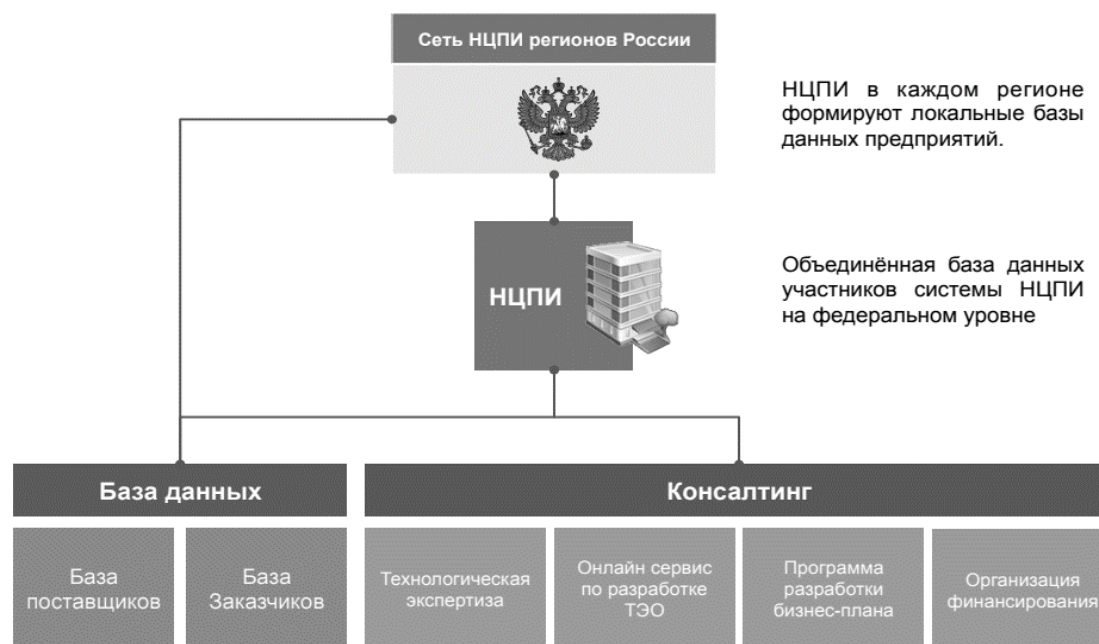 Сеть НЦПИ регионов России
НЦПИ в каждом регионе
формируют локальные базы
данных предприятий.
НЦПИ
Объединённая база данных
участников системы НЦПИ
на федеральном уровне
База данных
Консалтинг
База
поставщиков
База
Заказчиков
Технологическая
экспертиза
Онлайн сервис
по разработке
ТЭО
Программа
разработки
бизнес-плана
Организация
финансирования